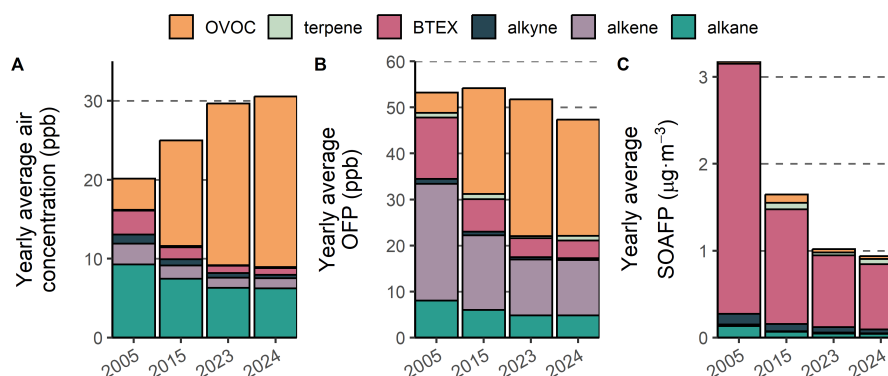 OVOC terpene BTEX alkyne alkene alkane
A
Yearly average air
concentration (ppb)
30
20
10
0
2005 2015 2023 2024
B
Yearly average
OFP (ppb)
60
50
40
30
20
10
0
2005 2015 2023 2024
C
Yearly average
SOAFP (μg·m⁻³)
3
2
1
0
2005 2015 2023 2024